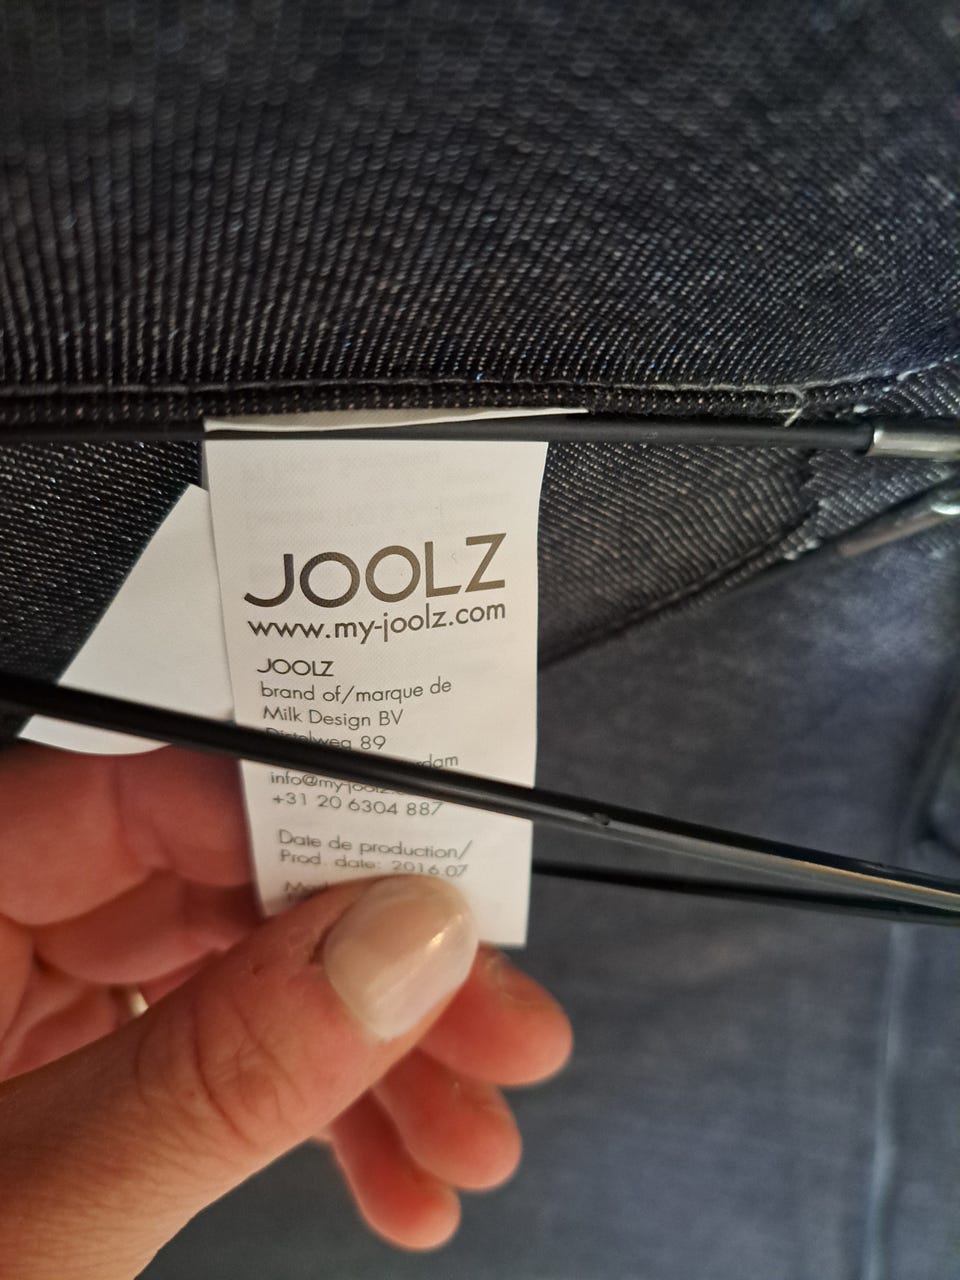 JOOLZ
www.my-joolz.com
JOOLZ
brand of/marque de
Milk Design BV
89
+31 20 6304 887
Date de production/
Prod. date: 2016.07